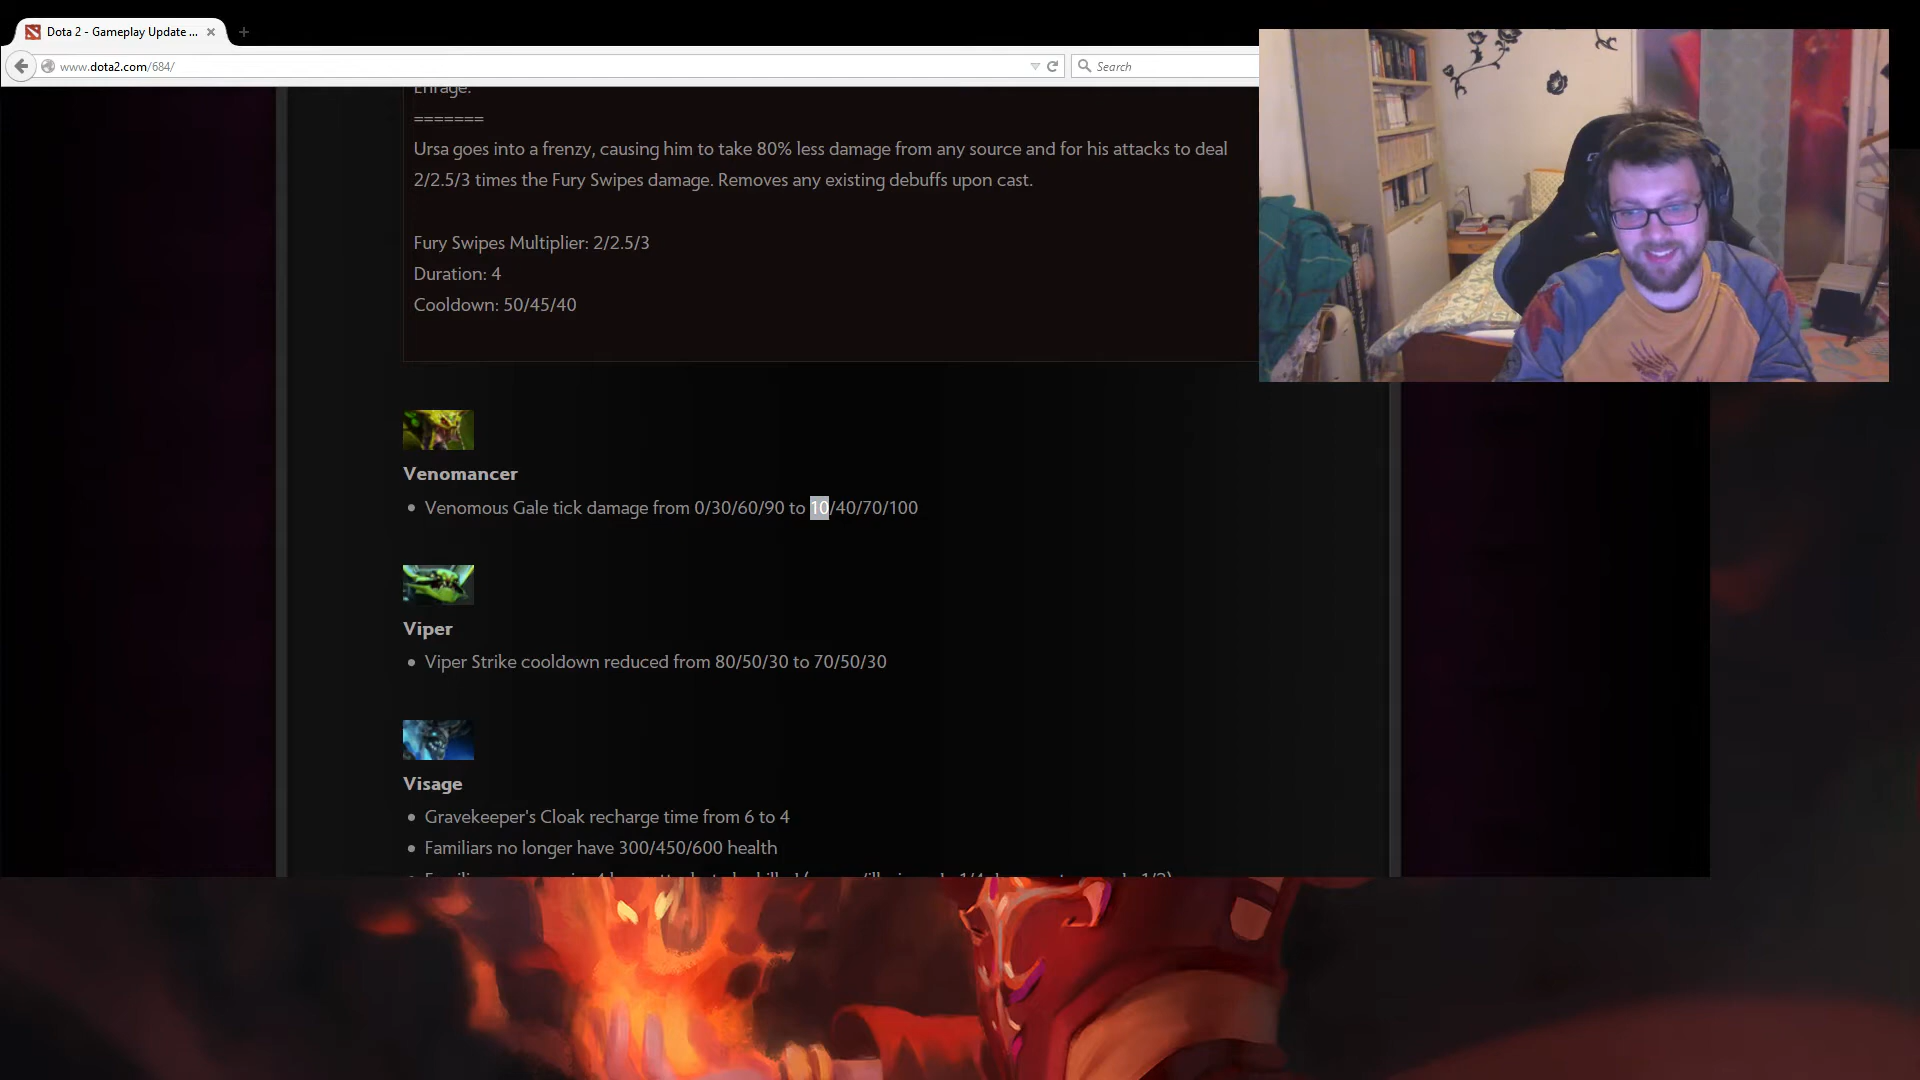 Dota 2 - Gameplay Update ...
www.dota2.com/684/
Search
Enrage:
=======
Ursa goes into a frenzy, causing him to take 80% less damage from any source and for his attacks to deal
2/2.5/3 times the Fury Swipes damage. Removes any existing debuffs upon cast.
Fury Swipes Multiplier: 2/2.5/3
Duration: 4
Cooldown: 50/45/40
Venomancer
• Venomous Gale tick damage from 0/30/60/90 to 10/40/70/100
Viper
• Viper Strike cooldown reduced from 80/50/30 to 70/50/30
Visage
• Gravekeeper's Cloak recharge time from 6 to 4
• Familiars no longer have 300/450/600 health